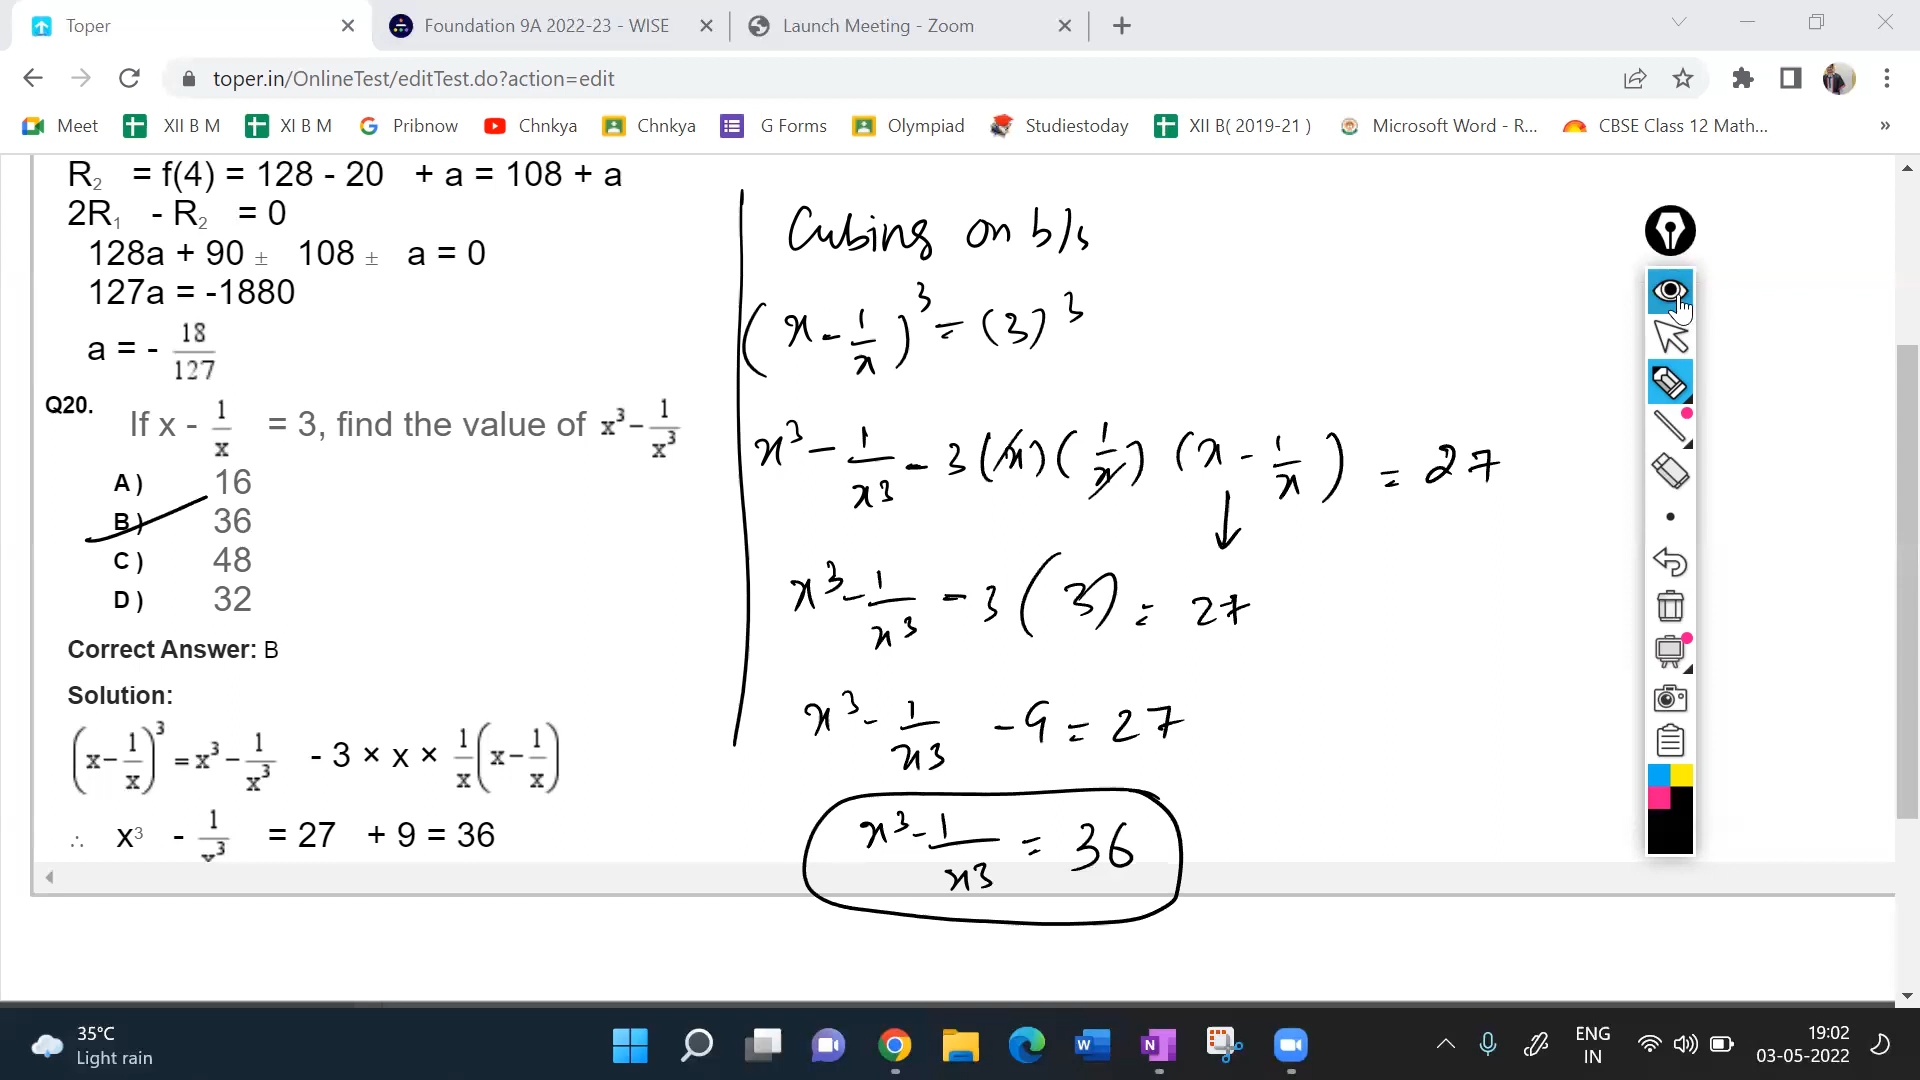 Toper
Foundation 9A 2022-23 - WISE
Launch Meeting - Zoom
toper.in/OnlineTest/editTest.do?action=edit
Meet
XII B M
XI B M
Pribnow
Chnkya
Chnkya
G Forms
Olympiad
Studiestoday
XII B( 2019-21 )
Microsoft Word - R...
CBSE Class 12 Math...
»
R₂ = f(4) = 128 - 20 + a = 108 + a
2R₁ - R₂ = 0
128a + 90 ± 108 ± a = 0
127a = -1880
a = - 18/127
Q20. If x - 1/x = 3, find the value of x³ - 1/x³
A ) 16
B ) 36
C ) 48
D ) 32
Correct Answer: B
Solution:
(x - 1/x)³ = x³ - 1/x³ - 3 × x × 1/x (x - 1/x)
∴ x³ - 1/x³ = 27 + 9 = 36
Cubing on b/s
(x - 1/x)³ = (3)³
x³ - 1/x³ - 3(x)(1/x)(x - 1/x) = 27
x³ - 1/x³ - 3(3) = 27
x³ - 1/x³ - 9 = 27
x³ - 1/x³ = 36
35°C
Light rain
ENG
IN
19:02
03-05-2022